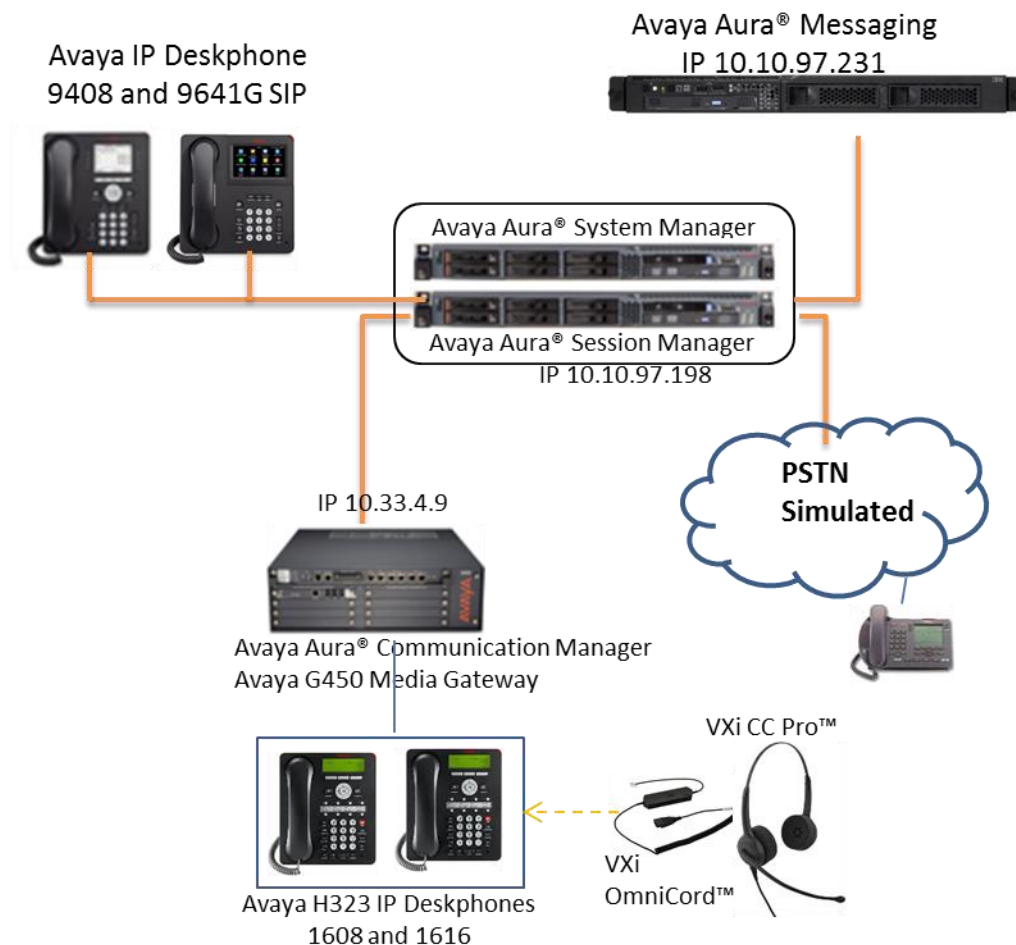 Avaya IP Deskphone
9408 and 9641G SIP
Avaya Aura® Messaging
IP 10.10.97.231
Avaya Aura® System Manager
Avaya Aura® Session Manager
IP 10.10.97.198
PSTN
Simulated
IP 10.33.4.9
AVAYA
Avaya Aura® Communication Manager
Avaya G450 Media Gateway
VXi CC Pro™
VXi
OmniCord™
Avaya H323 IP Deskphones
1608 and 1616